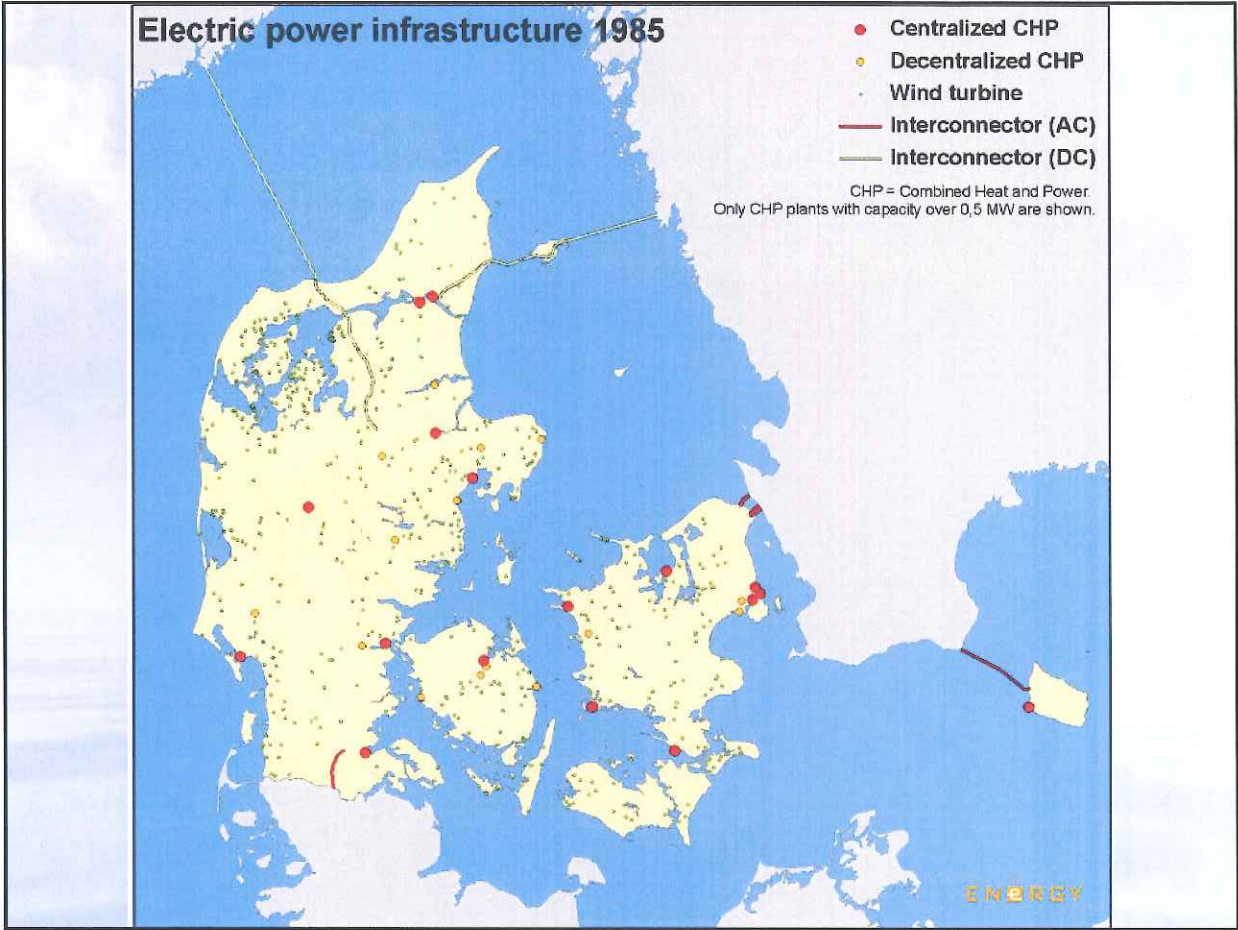 Electric power infrastructure 1985
Centralized CHP
Decentralized CHP
Wind turbine
Interconnector (AC)
Interconnector (DC)
CHP = Combined Heat and Power.
Only CHP plants with capacity over 0,5 MW are shown.
ENeRGY